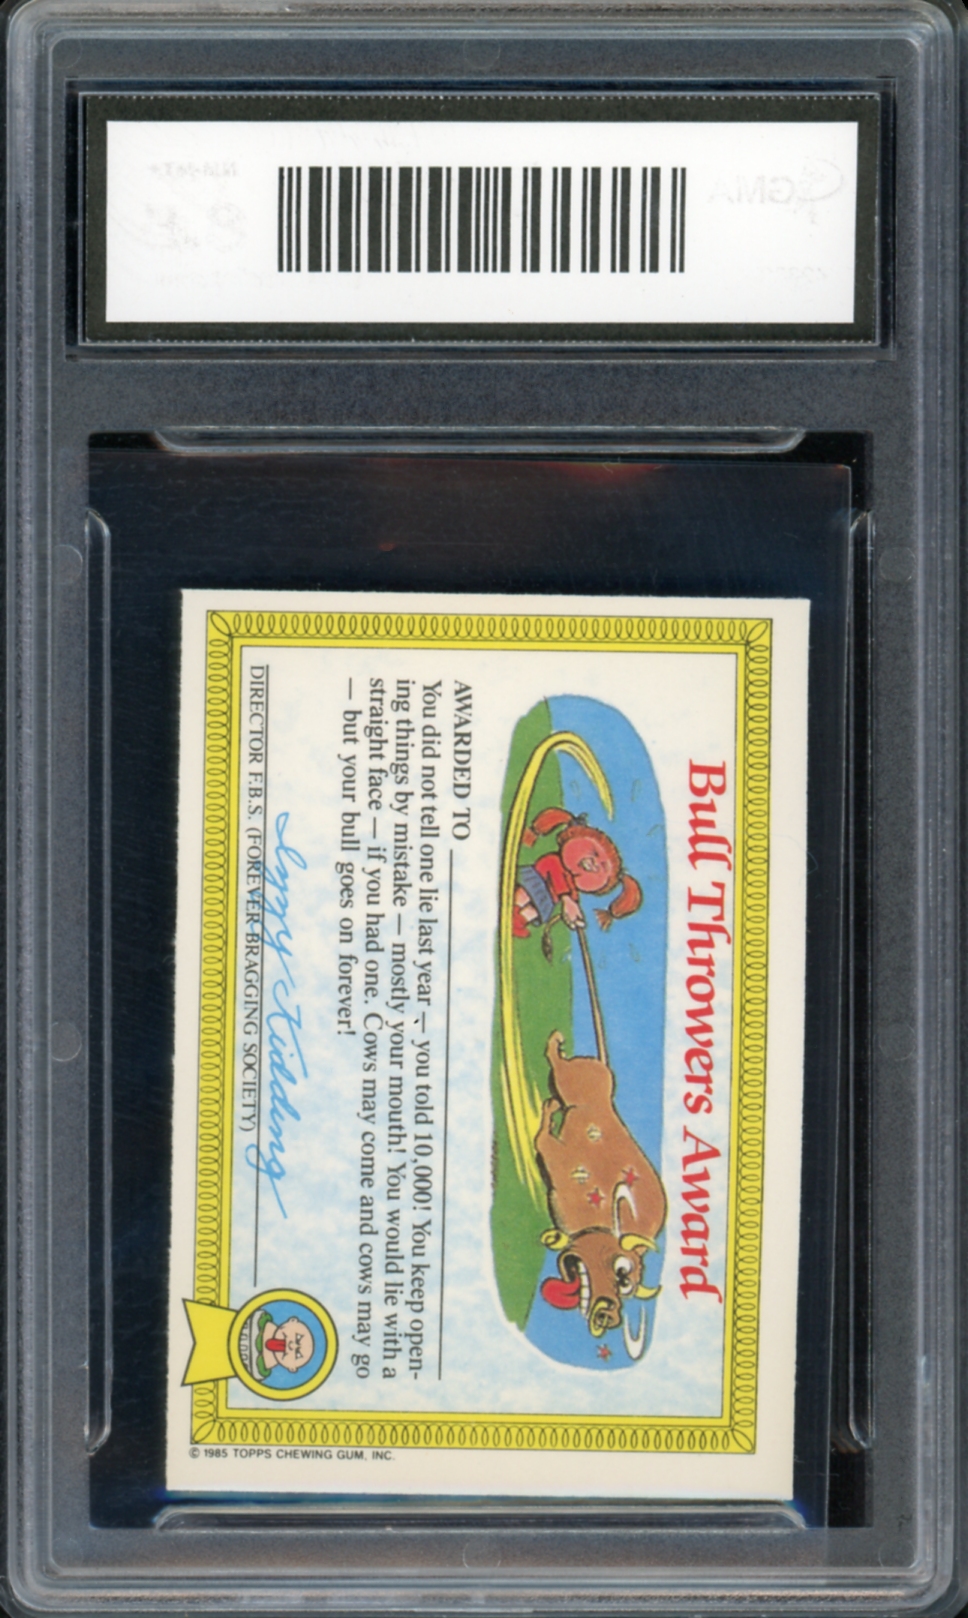 Bull Throwers Award
AWARDED TO
You did not tell one lie last year — you told 10,000! You keep open-
ing things by mistake — mostly your mouth! You would lie with a
straight face — if you had one. Cows may come and cows may go
— but your bull goes on forever!
Izzy Kidding
DIRECTOR F.B.S. (FOREVER BRAGGING SOCIETY)
© 1985 TOPPS CHEWING GUM, INC.